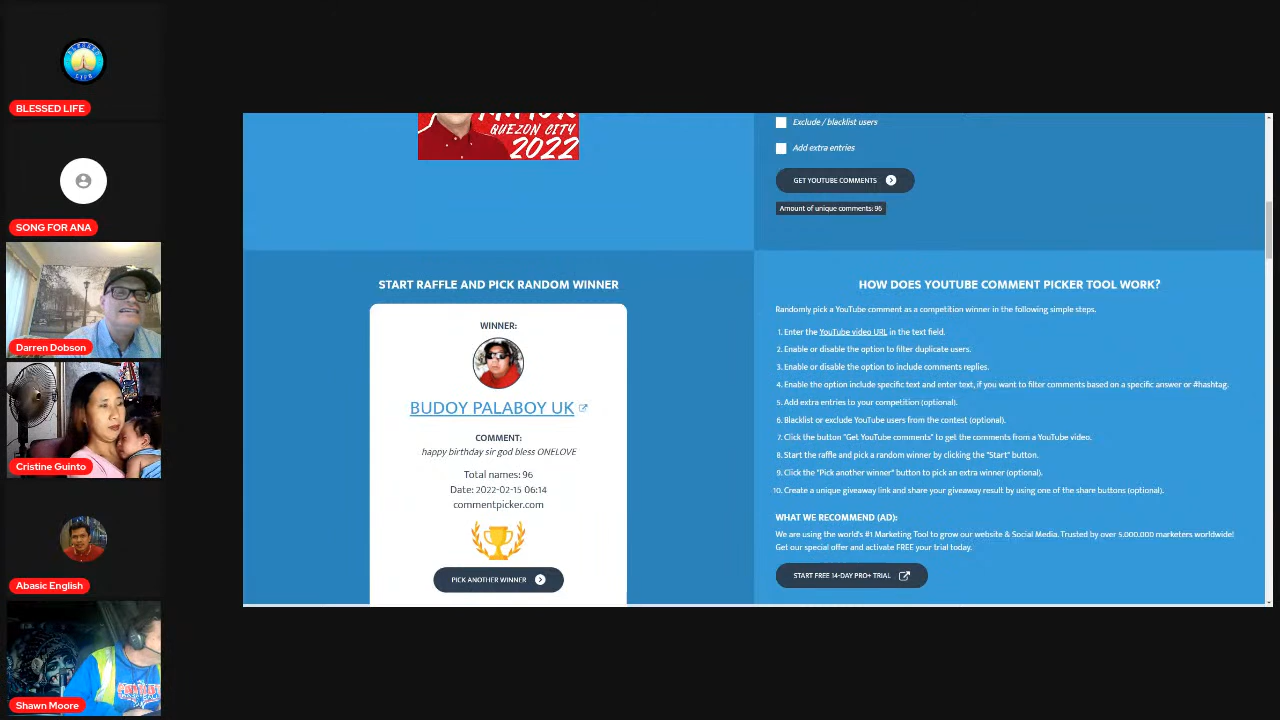 BLESSED LIFE
SONG FOR ANA
Darren Dobson
Cristine Guinto
Abasic English
Shawn Moore
QUEZON CITY
2022
Exclude / blacklist users
Add extra entries
GET YOUTUBE COMMENTS
Amount of unique comments: 96
START RAFFLE AND PICK RANDOM WINNER
WINNER:
BUDOY PALABOY UK
COMMENT:
happy birthday sir god bless ONELOVE
Total names: 96
Date: 2022-02-15 06:14
commentpicker.com
PICK ANOTHER WINNER
HOW DOES YOUTUBE COMMENT PICKER TOOL WORK?
Randomly pick a YouTube comment as a competition winner in the following simple steps.
1. Enter the YouTube video URL in the text field.
2. Enable or disable the option to filter duplicate users.
3. Enable or disable the option to include comments replies.
4. Enable the option include specific text and enter text, if you want to filter comments based on a specific answer or #hashtag.
5. Add extra entries to your competition (optional).
6. Blacklist or exclude YouTube users from the contest (optional).
7. Click the button "Get YouTube comments" to get the comments from a YouTube video.
8. Start the raffle and pick a random winner by clicking the "Start" button.
9. Click the "Pick another winner" button to pick an extra winner (optional).
10. Create a unique giveaway link and share your giveaway result by using one of the share buttons (optional).
WHAT WE RECOMMEND (AD):
We are using the world's #1 Marketing Tool to grow our website & Social Media. Trusted by over 5.000.000 marketers worldwide!
Get our special offer and activate FREE your trial today.
START FREE 14-DAY PRO+ TRIAL